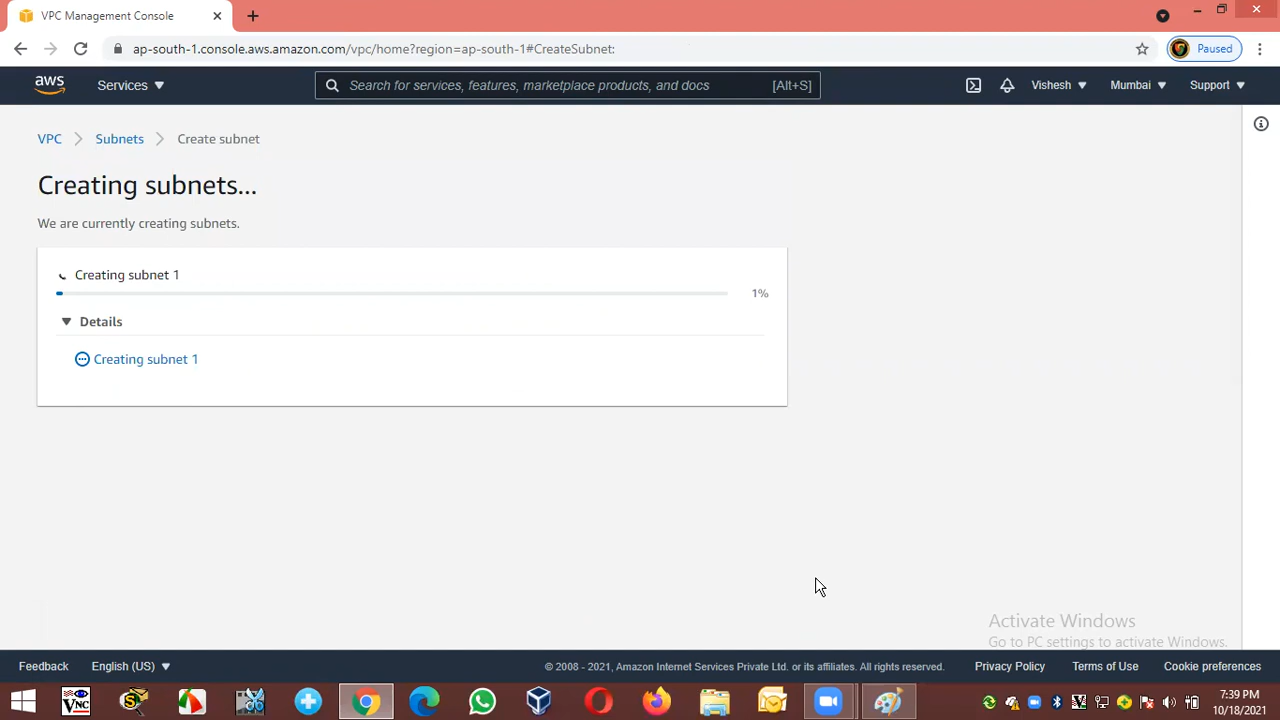 VPC Management Console
ap-south-1.console.aws.amazon.com/vpc/home?region=ap-south-1#CreateSubnet:
Paused
aws
Services
Search for services, features, marketplace products, and docs [Alt+S]
Vishesh
Mumbai
Support
VPC
Subnets
Create subnet
Creating subnets...
We are currently creating subnets.
Creating subnet 1
1%
Details
Creating subnet 1
Activate Windows
Go to PC settings to activate Windows.
Feedback
English (US)
© 2008 - 2021, Amazon Internet Services Private Ltd. or its affiliates. All rights reserved.
Privacy Policy
Terms of Use
Cookie preferences
VNC
7:39 PM
10/18/2021